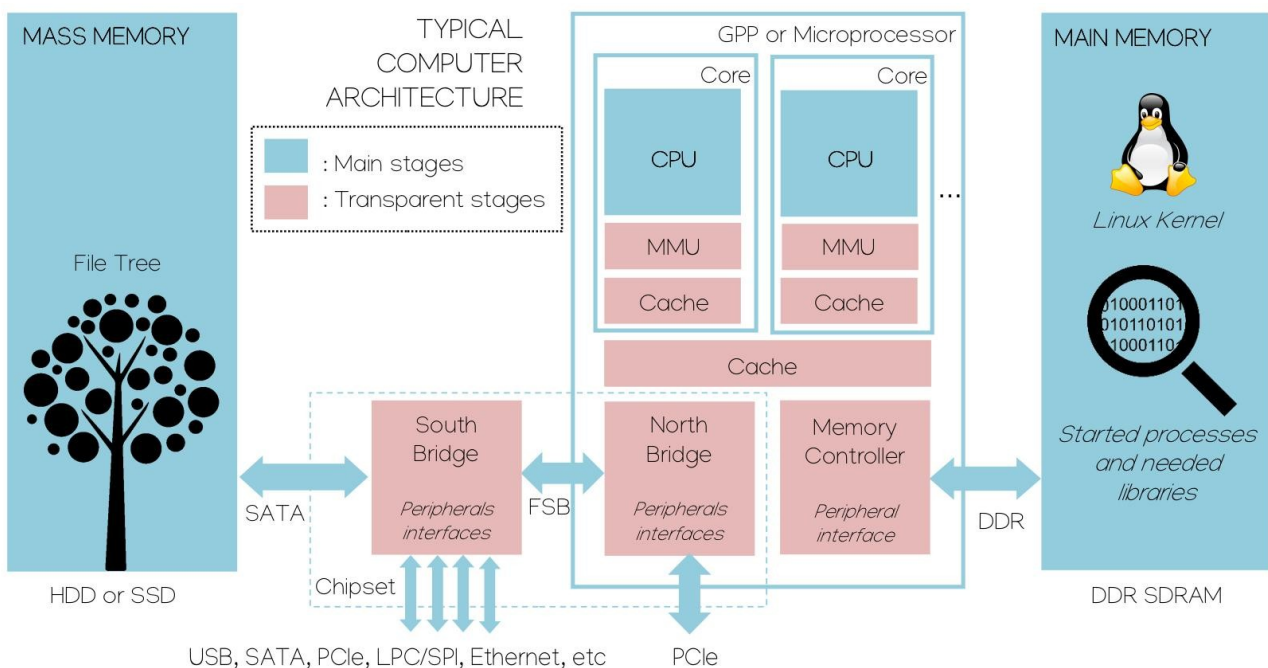 MASS MEMORY
File Tree
HDD or SSD
TYPICAL
COMPUTER
ARCHITECTURE
: Main stages
: Transparent stages
GPP or Microprocessor
Core
CPU
MMU
Cache
Core
CPU
MMU
Cache
...
Cache
South
Bridge
Peripherals
interfaces
North
Bridge
Peripherals
interfaces
Memory
Controller
Peripheral
interface
SATA
FSB
DDR
Chipset
USB, SATA, PCIe, LPC/SPI, Ethernet, etc
PCIe
MAIN MEMORY
Linux Kernel
010001101
010110101
10001101
Started processes
and needed
libraries
DDR SDRAM